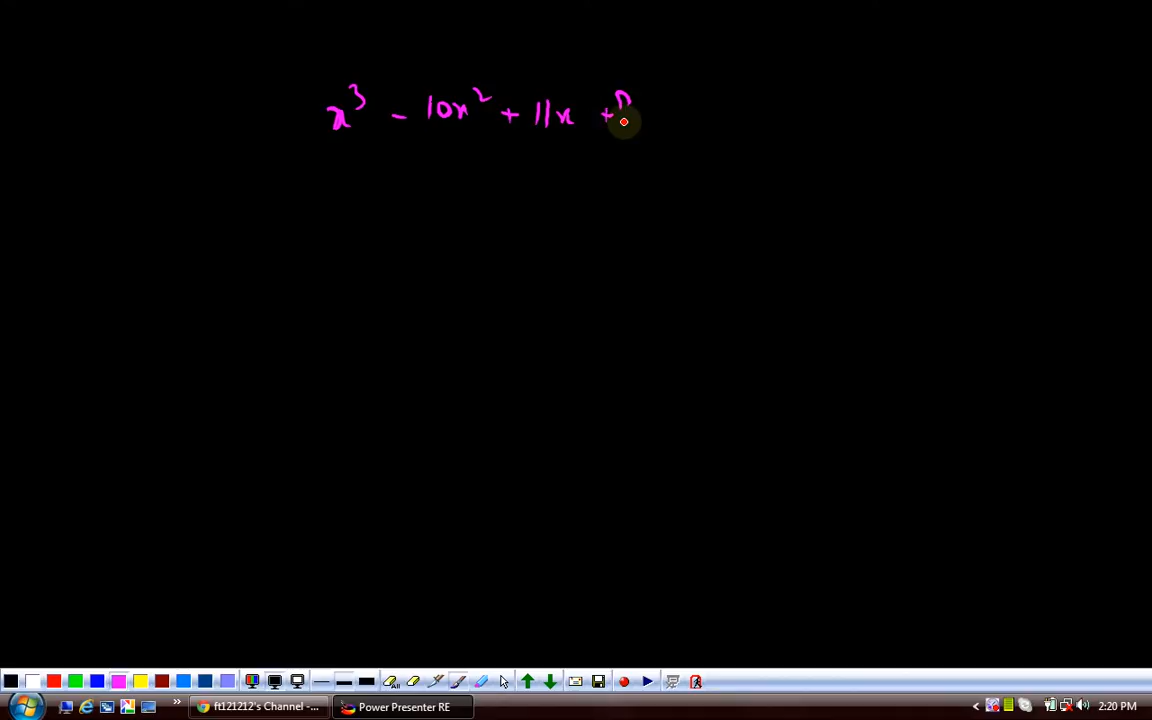 x³ - 10x² + 11x +
ft121212's Channel -...
Power Presenter RE
2:20 PM